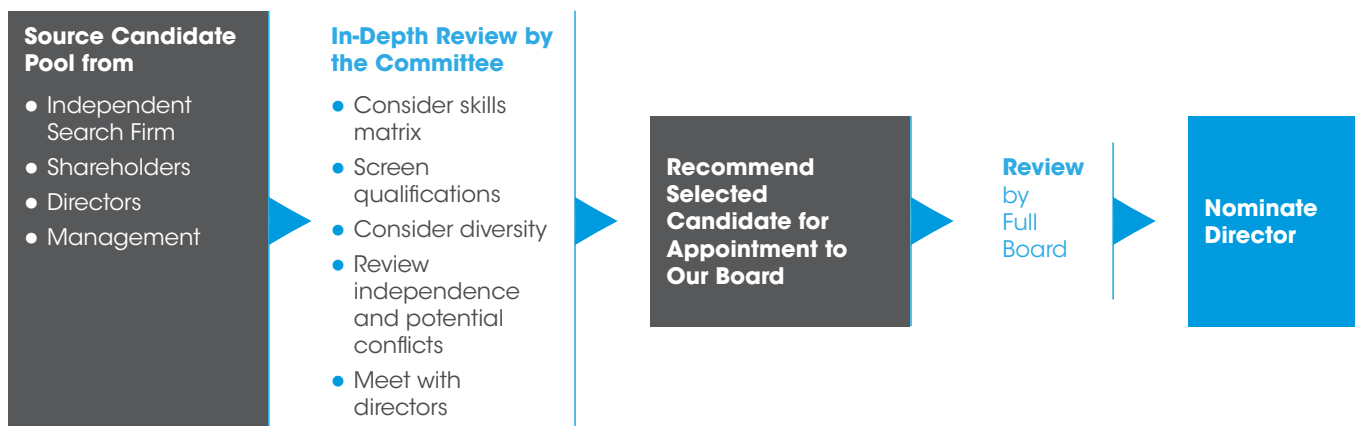 Source Candidate
Pool from
● Independent
Search Firm
● Shareholders
● Directors
● Management
In-Depth Review by
the Committee
● Consider skills
matrix
● Screen
qualifications
● Consider diversity
● Review
independence
and potential
conflicts
● Meet with
directors
Recommend
Selected
Candidate for
Appointment to
Our Board
Review
by
Full
Board
Nominate
Director